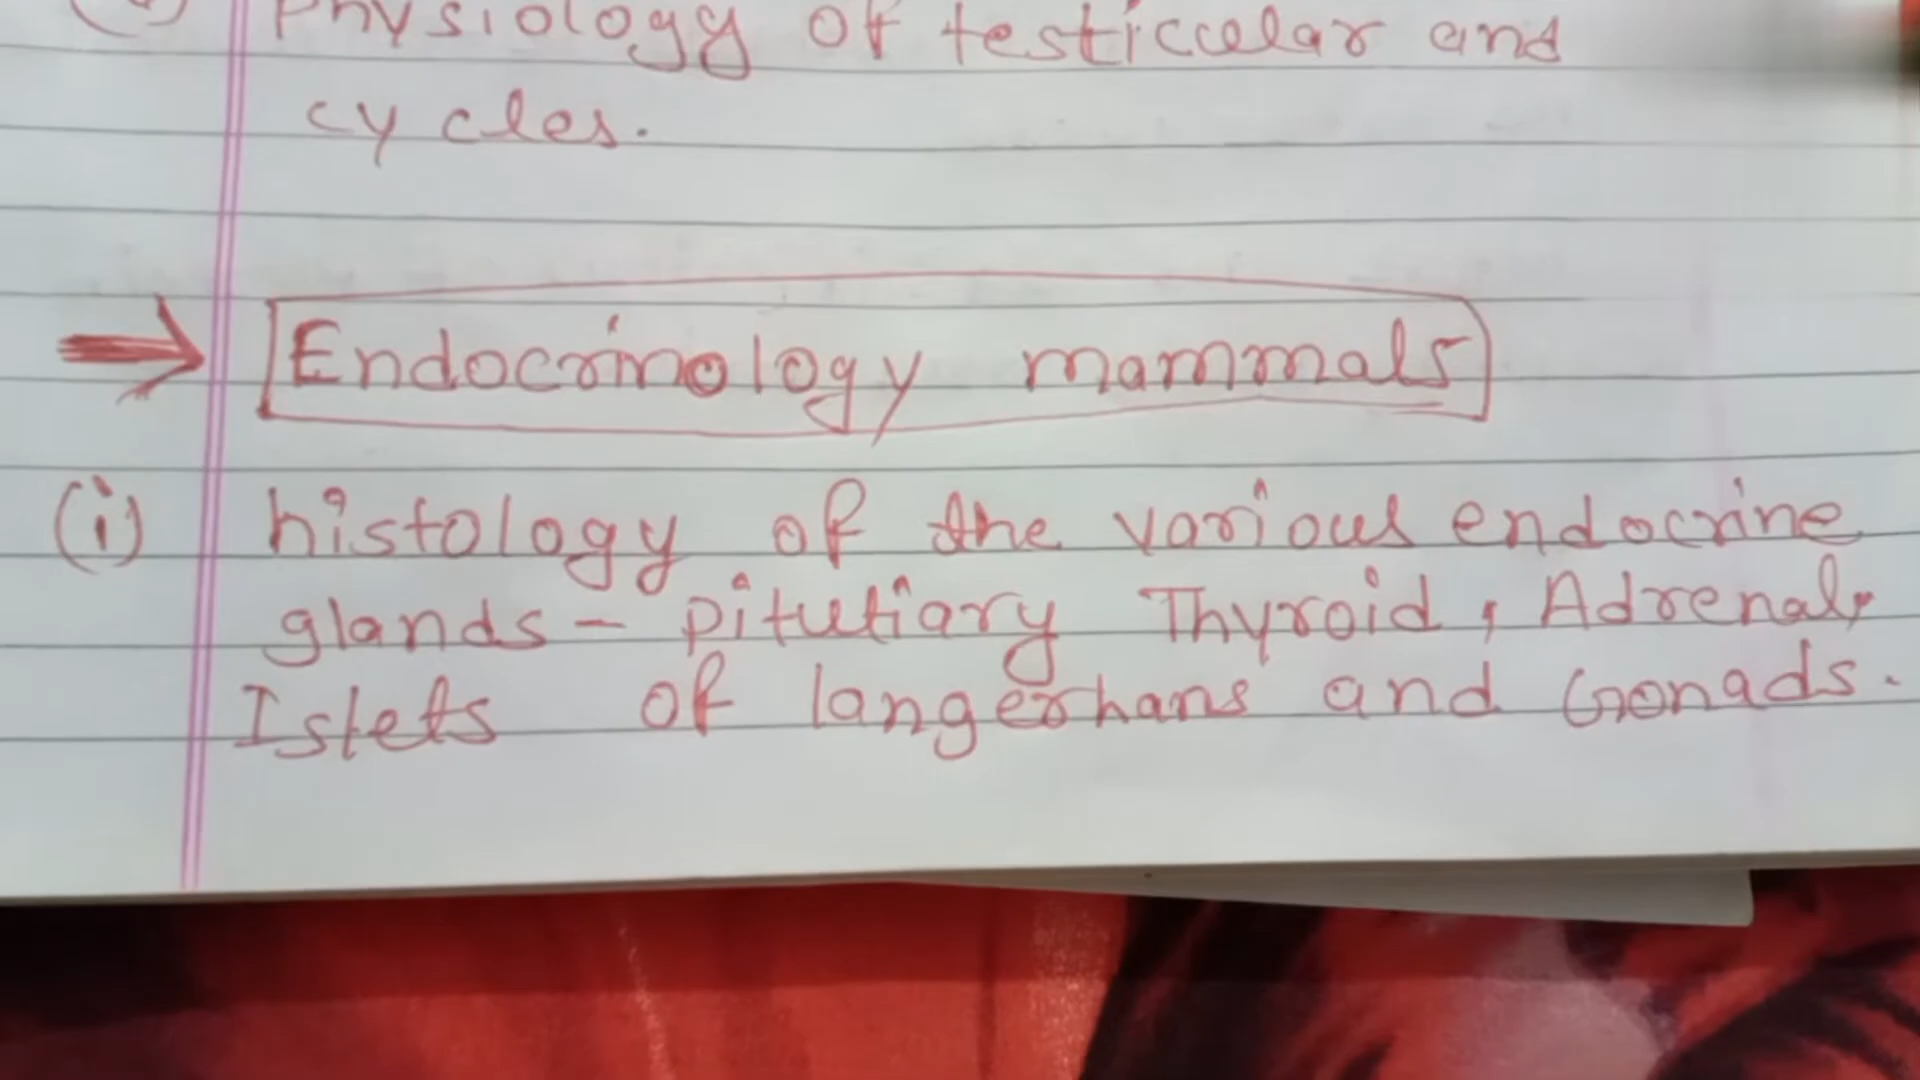 Physiology of testicular and
cycles.
Endocrinology mammals
(i) histology of the various endocrine
glands - pitutiary Thyroid, Adrenal,
Islets of langerhans and Gonads.